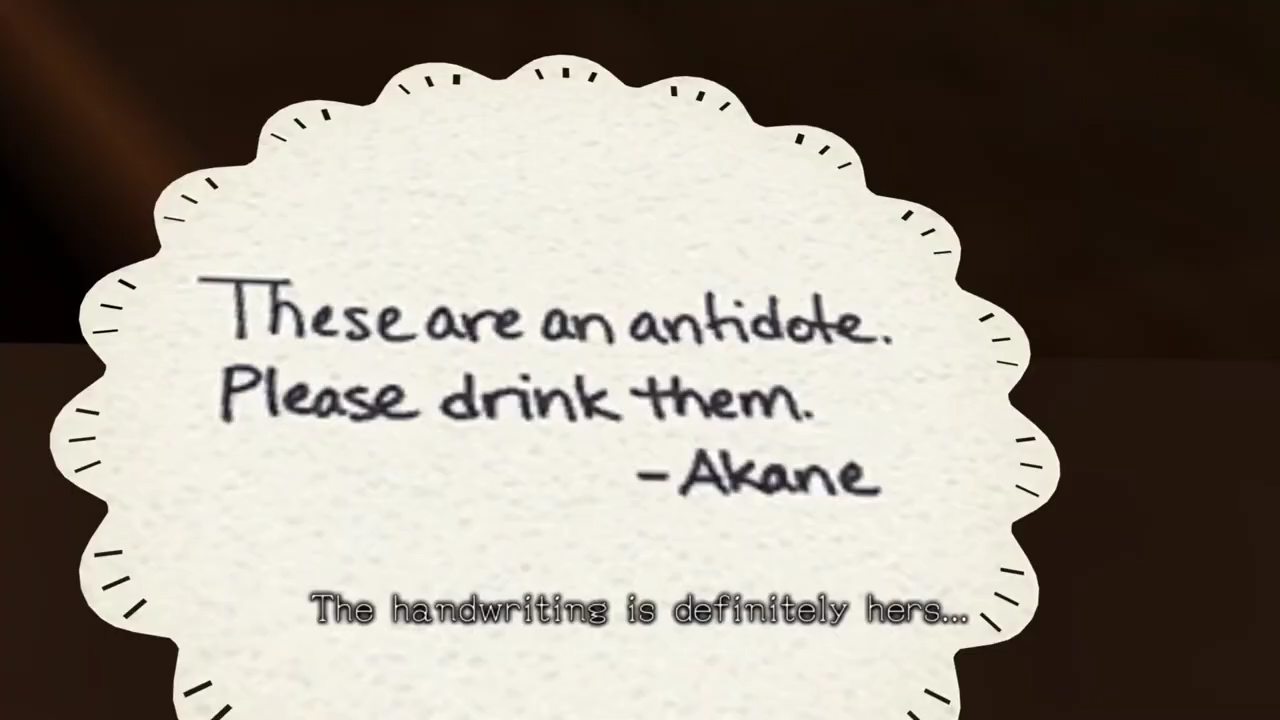 These are an antidote.
Please drink them.
- Akane
The handwriting is definitely hers...